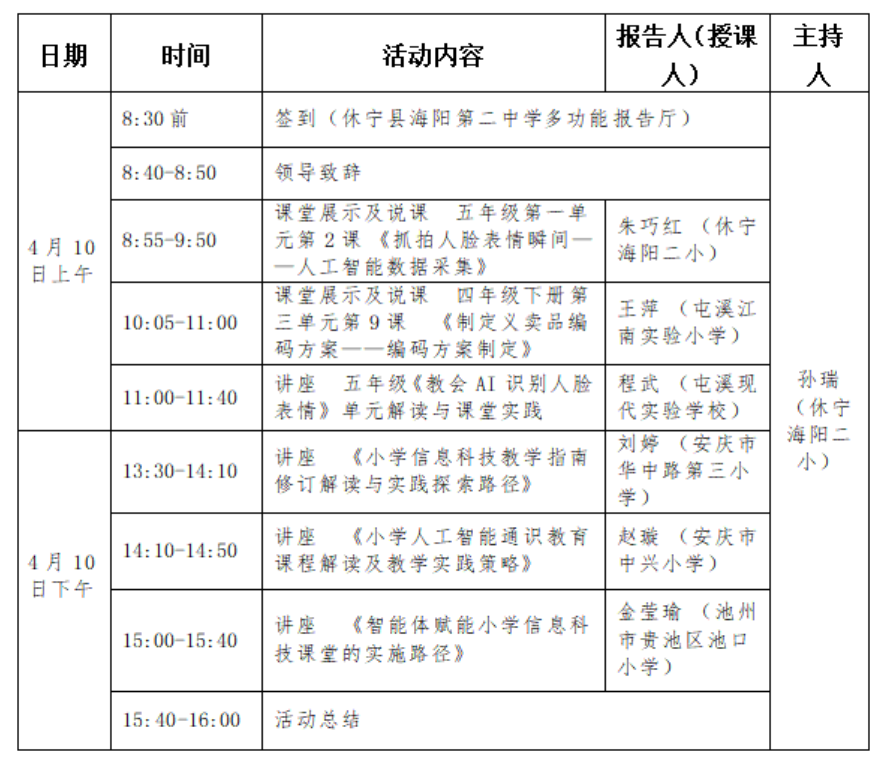 日期 时间 活动内容 报告人（授课
人） 主持
人
4月10
日上午
8:30前 签到（休宁县海阳第二中学多功能报告厅）
8:40-8:50 领导致辞
8:55-9:50
课堂展示及说课 五年级第一单
元第2课 《抓拍人脸表情瞬间—
—人工智能数据采集》
朱巧红 （休宁
海阳二小）
10:05-11:00
课堂展示及说课 四年级下册第
三单元第9课 《制定义卖品编
码方案——编码方案制定》
王萍 （屯溪江
南实验小学）
11:00-11:40
讲座 五年级《教会AI识别人脸
表情》单元解读与课堂实践
程武 （屯溪现
代实验学校）
4月10
日下午
13:30-14:10
讲座 《小学信息科技教学指南
修订解读与实践探索路径》
刘婷 （安庆市
华中路第三小
学）
14:10-14:50
讲座 《小学人工智能通识教育
课程解读及教学实践策略》
赵璇 （安庆市
中兴小学）
15:00-15:40
讲座 《智能体赋能小学信息科
技课堂的实施路径》
金莹瑜 （池州
市贵池区池口
小学）
15:40-16:00 活动总结
孙瑞
（休宁
海阳二
小）